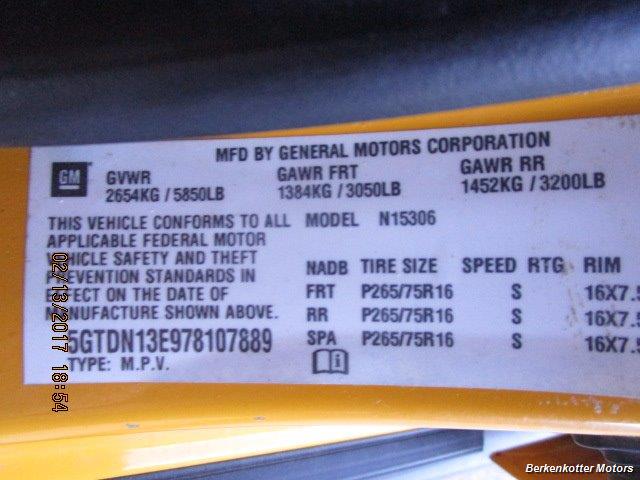 MFD BY GENERAL MOTORS CORPORATION
GM
GVWR GAWR FRT GAWR RR
2654KG / 5850LB 1384KG / 3050LB 1452KG / 3200LB
THIS VEHICLE CONFORMS TO ALL
APPLICABLE FEDERAL MOTOR
VEHICLE SAFETY AND THEFT
PREVENTION STANDARDS IN
EFFECT ON THE DATE OF
MANUFACTURE SHOWN ABOVE.
5GTDN13E978107889
TYPE: M.P.V.
MODEL N15306
NADB TIRE SIZE SPEED RTG RIM
FRT P265/75R16 S 16X7.5
RR P265/75R16 S 16X7.5
SPA P265/75R16 S 16X7.5
02/13/2017 18:54
Berkenkotter Motors